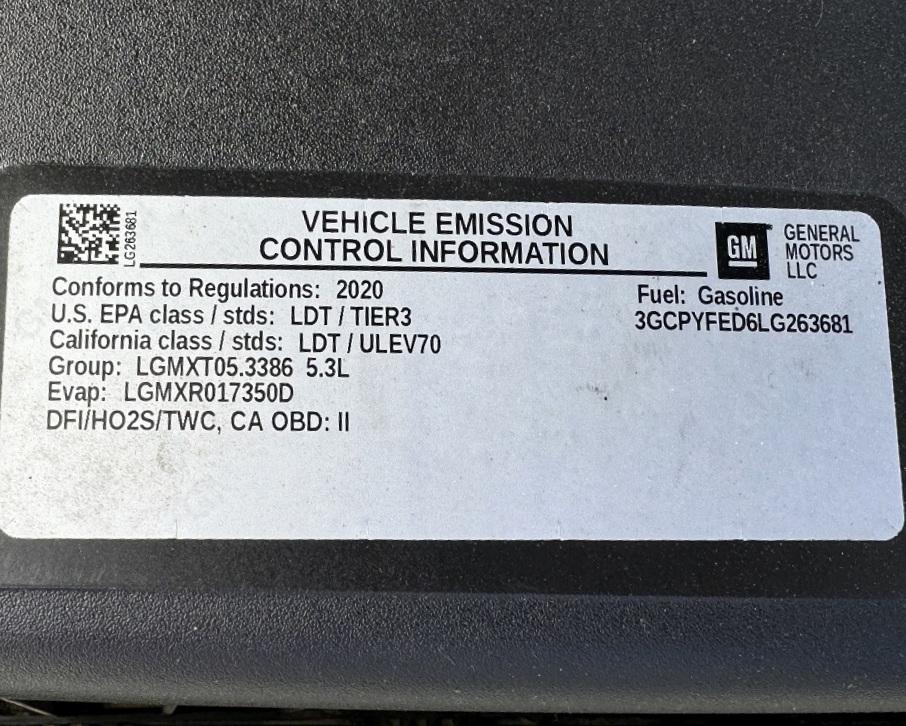 LG263681
VEHICLE EMISSION
CONTROL INFORMATION
GM
GENERAL
MOTORS
LLC
Conforms to Regulations: 2020
U.S. EPA class / stds: LDT / TIER3
California class / stds: LDT / ULEV70
Group: LGMXT05.3386 5.3L
Evap: LGMXR017350D
DFI/HO2S/TWC, CA OBD: II
Fuel: Gasoline
3GCPYFED6LG263681